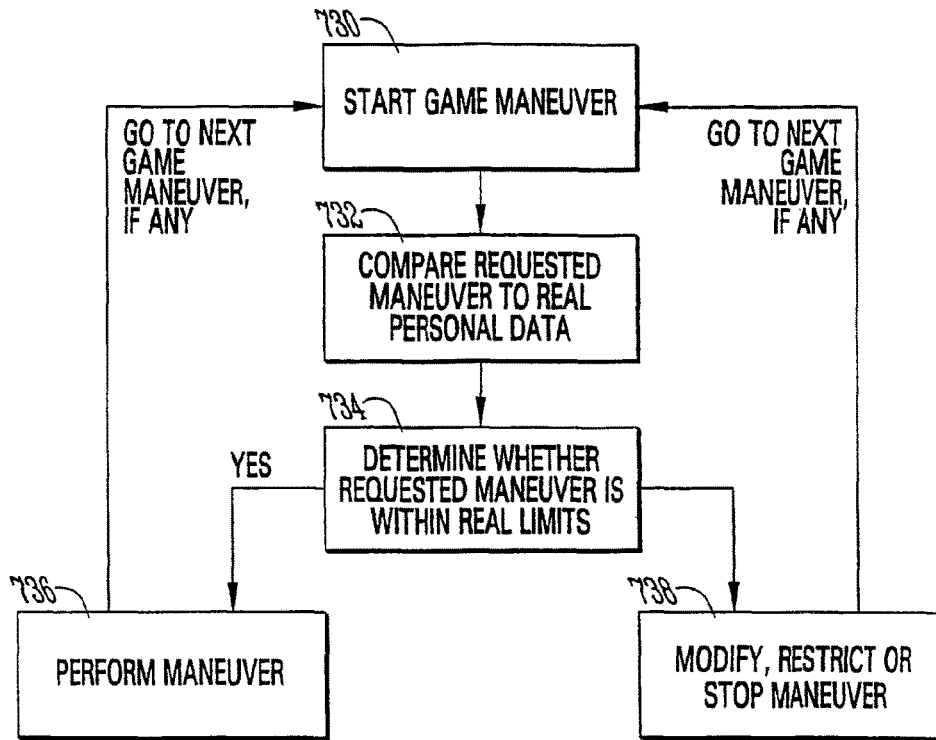 730
START GAME MANEUVER
GO TO NEXT
GAME
MANEUVER,
IF ANY
GO TO NEXT
GAME
MANEUVER,
IF ANY
732
COMPARE REQUESTED
MANEUVER TO REAL
PERSONAL DATA
734
DETERMINE WHETHER
REQUESTED MANEUVER IS
WITHIN REAL LIMITS
YES
736
PERFORM MANEUVER
738
MODIFY, RESTRICT OR
STOP MANEUVER